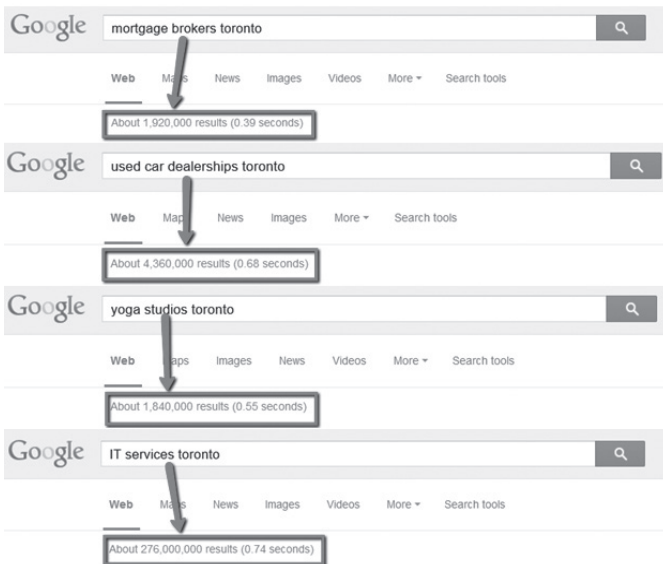 Google mortgage brokers toronto
Web Maps News Images Videos More Search tools
About 1,920,000 results (0.39 seconds)
Google used car dealerships toronto
Web Maps News Images More Search tools
About 4,360,000 results (0.68 seconds)
Google yoga studios toronto
Web Maps Images News Videos More Search tools
About 1,840,000 results (0.55 seconds)
Google IT services toronto
Web Maps News Images Videos More Search tools
About 276,000,000 results (0.74 seconds)